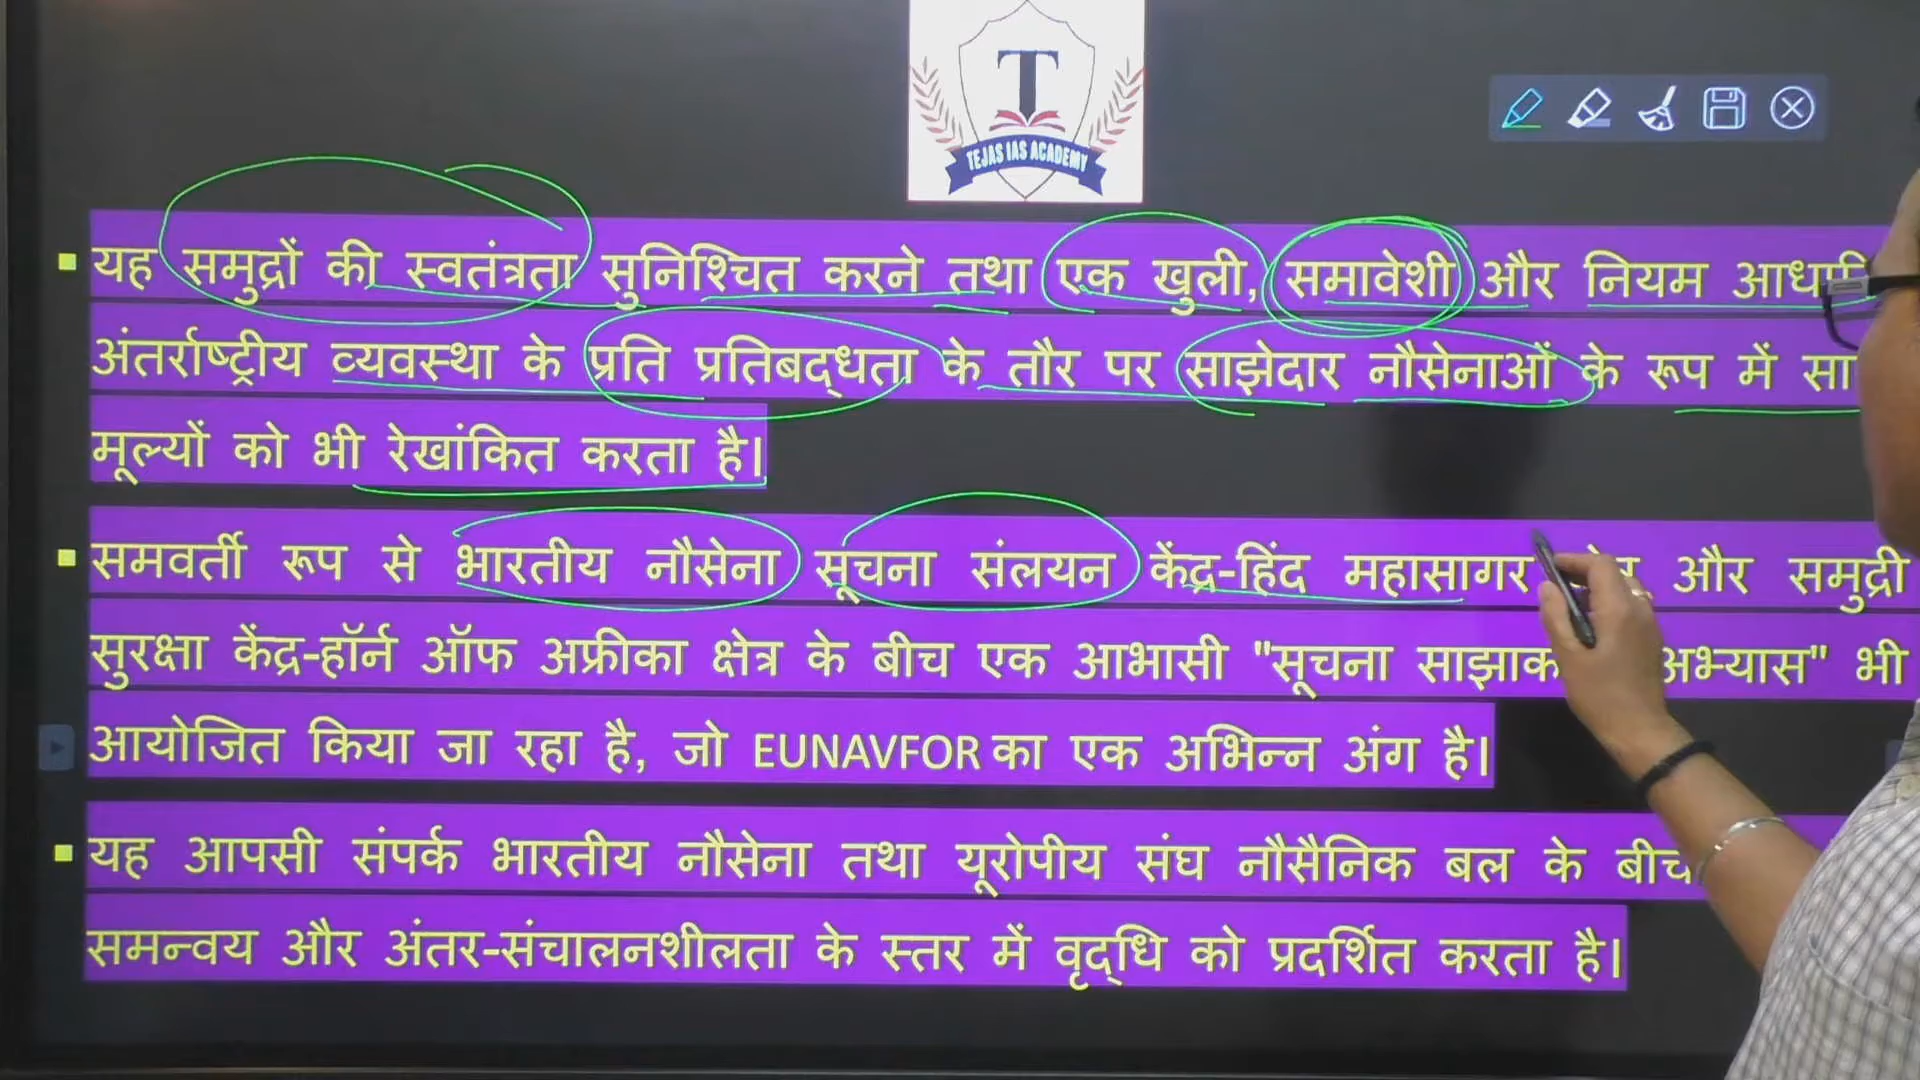 T
TEJAS IAS ACADEMY
यह समुद्रों की स्वतंत्रता सुनिश्चित करने तथा एक खुली, समावेशी और नियम
अंतर्राष्ट्रीय व्यवस्था के प्रति प्रतिबद्धता के तौर पर साझेदार नौसेनाओं के रूप में
मूल्यों को भी रेखांकित करता है।
समवर्ती रूप से भारतीय नौसेना सूचना संलयन केंद्र-हिंद महासागर और समुद्री
सुरक्षा केंद्र-हॉर्न ऑफ अफ्रीका क्षेत्र के बीच एक आभासी "सूचना अभ्यास" भी
आयोजित किया जा रहा है, जो EUNAVFOR का एक अभिन्न अंग है।
यह आपसी संपर्क भारतीय नौसेना तथा यूरोपीय संघ नौसैनिक बल के बीच
समन्वय और अंतर-संचालनशीलता के स्तर में वृद्धि को प्रदर्शित करता है।